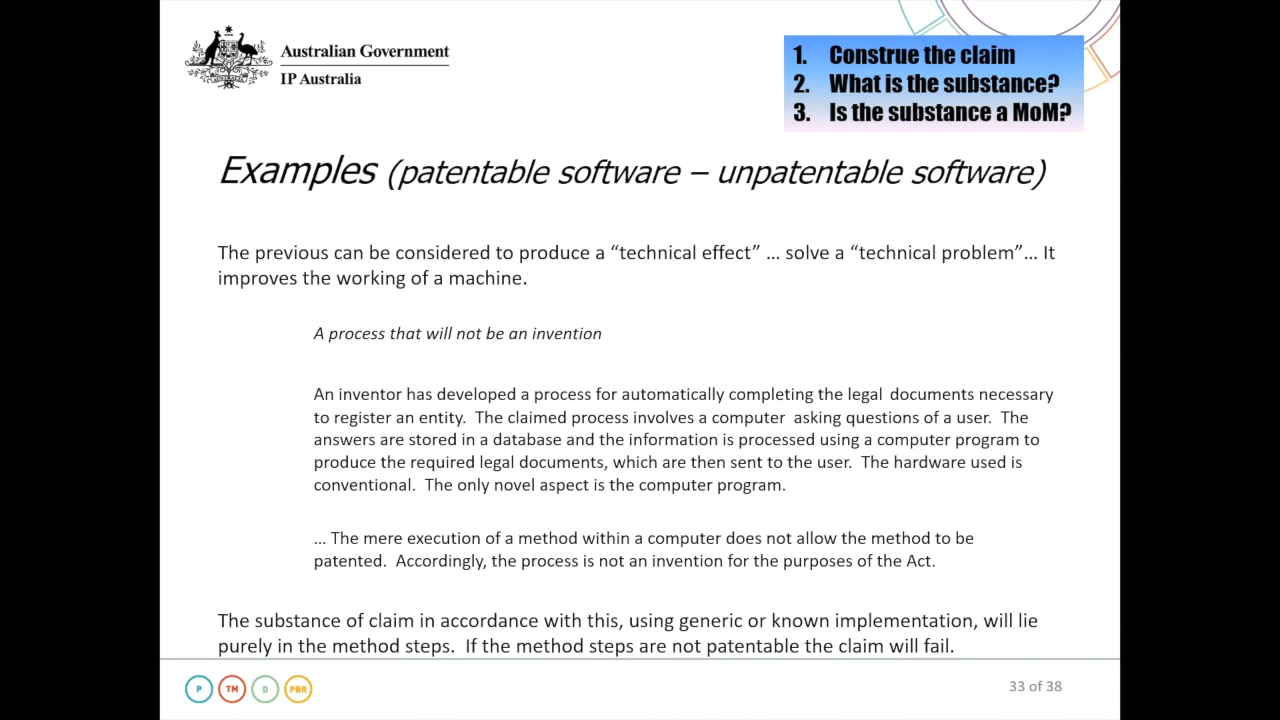 Australian Government
IP Australia
1. Construe the claim
2. What is the substance?
3. Is the substance a MoM?
Examples (patentable software – unpatentable software)
The previous can be considered to produce a “technical effect” ... solve a “technical problem”... It
improves the working of a machine.
A process that will not be an invention
An inventor has developed a process for automatically completing the legal documents necessary
to register an entity. The claimed process involves a computer asking questions of a user. The
answers are stored in a database and the information is processed using a computer program to
produce the required legal documents, which are then sent to the user. The hardware used is
conventional. The only novel aspect is the computer program.
... The mere execution of a method within a computer does not allow the method to be
patented. Accordingly, the process is not an invention for the purposes of the Act.
The substance of claim in accordance with this, using generic or known implementation, will lie
purely in the method steps. If the method steps are not patentable the claim will fail.
P TM D PBR
33 of 38